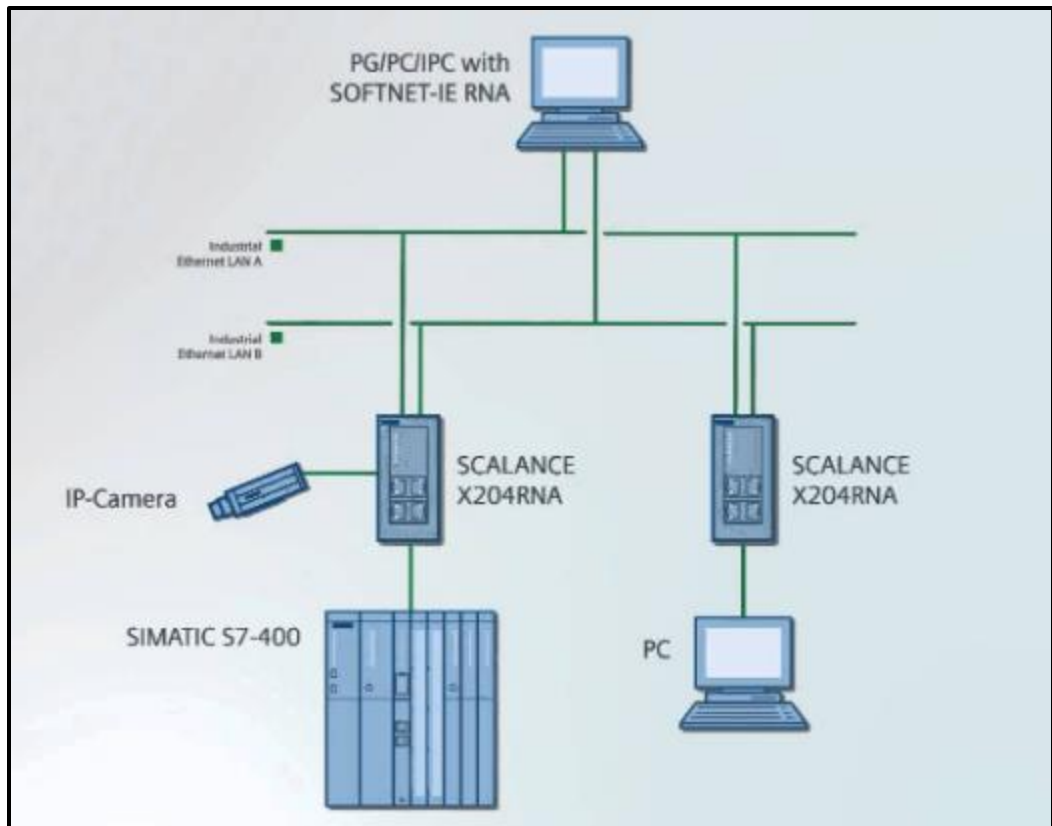 PG/PC/IPC with
SOFTNET-IE RNA
Industrial
Ethernet LAN A
Industrial
Ethernet LAN B
SCALANCE
X204RNA
SCALANCE
X204RNA
IP-Camera
SIMATIC S7-400
PC